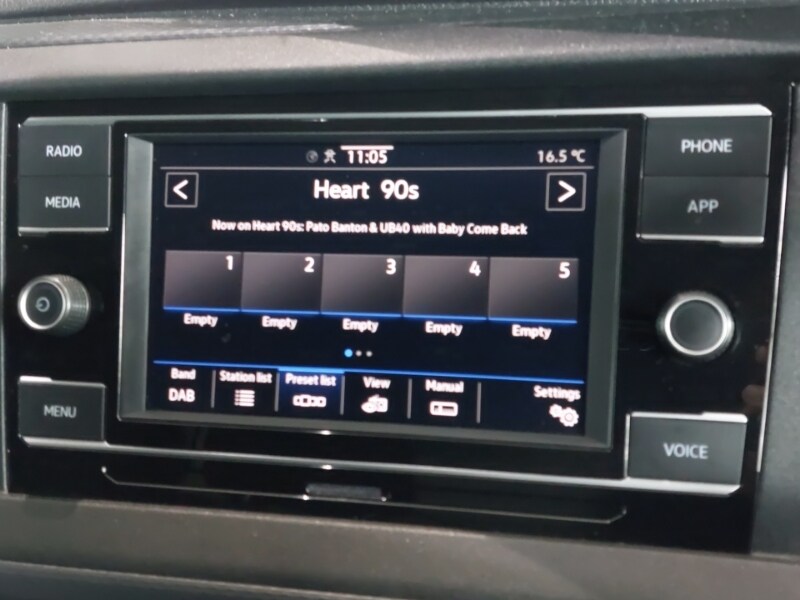 RADIO
MEDIA
MENU
11:05
16.5 °C
Heart 90s
Now on Heart 90s: Pato Banton & UB40 with Baby Come Back
1 2 3 4 5
Empty Empty Empty Empty Empty
Band Station list Preset list View Manual Settings
DAB
PHONE
APP
VOICE